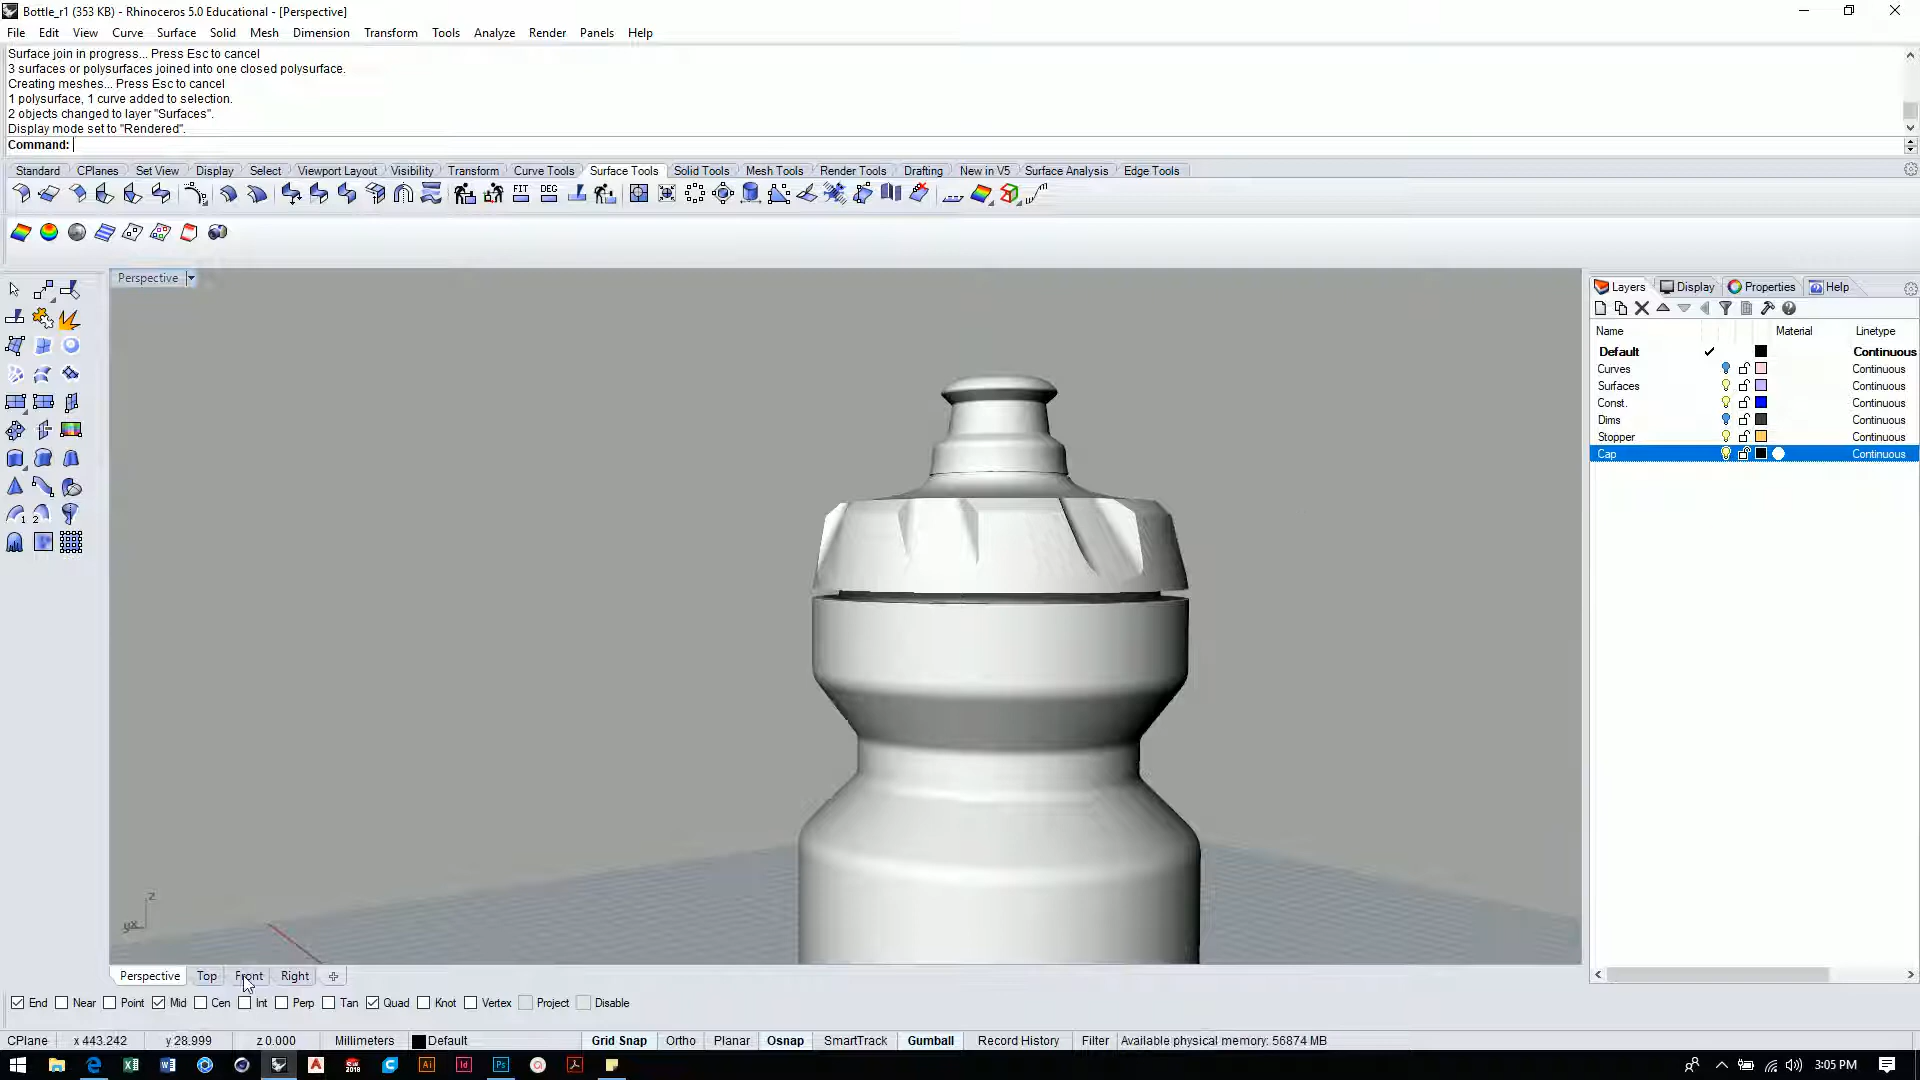 Bottle_r1 (353 KB) - Rhinoceros 5.0 Educational - [Perspective]
File Edit View Curve Surface Solid Mesh Dimension Transform Tools Analyze Render Panels Help
Surface join in progress... Press Esc to cancel
3 surfaces or polysurfaces joined into one closed polysurface.
Creating meshes... Press Esc to cancel
1 polysurface, 1 curve added to selection.
2 objects changed to layer "Surfaces".
Display mode set to "Rendered".
Command:
Standard CPlanes Set View Display Select Viewport Layout Visibility Transform Curve Tools Surface Tools Solid Tools Mesh Tools Render Tools Drafting New in V5 Surface Analysis Edge Tools
FIT DEG
Perspective
Layers Display Properties Help
Name Material Linetype
Default Continuous
Curves Continuous
Surfaces Continuous
Const. Continuous
Dims Continuous
Stopper Continuous
Cap Continuous
1 2
z
y x
Perspective Top Front Right
End Near Point Mid Cen Int Perp Tan Quad Knot Vertex Project Disable
CPlane x 443.242 y 28.999 z 0.000 Millimeters Default Grid Snap Ortho Planar Osnap SmartTrack Gumball Record History Filter Available physical memory: 56874 MB
2018 Ai Id Ps 3:05 PM